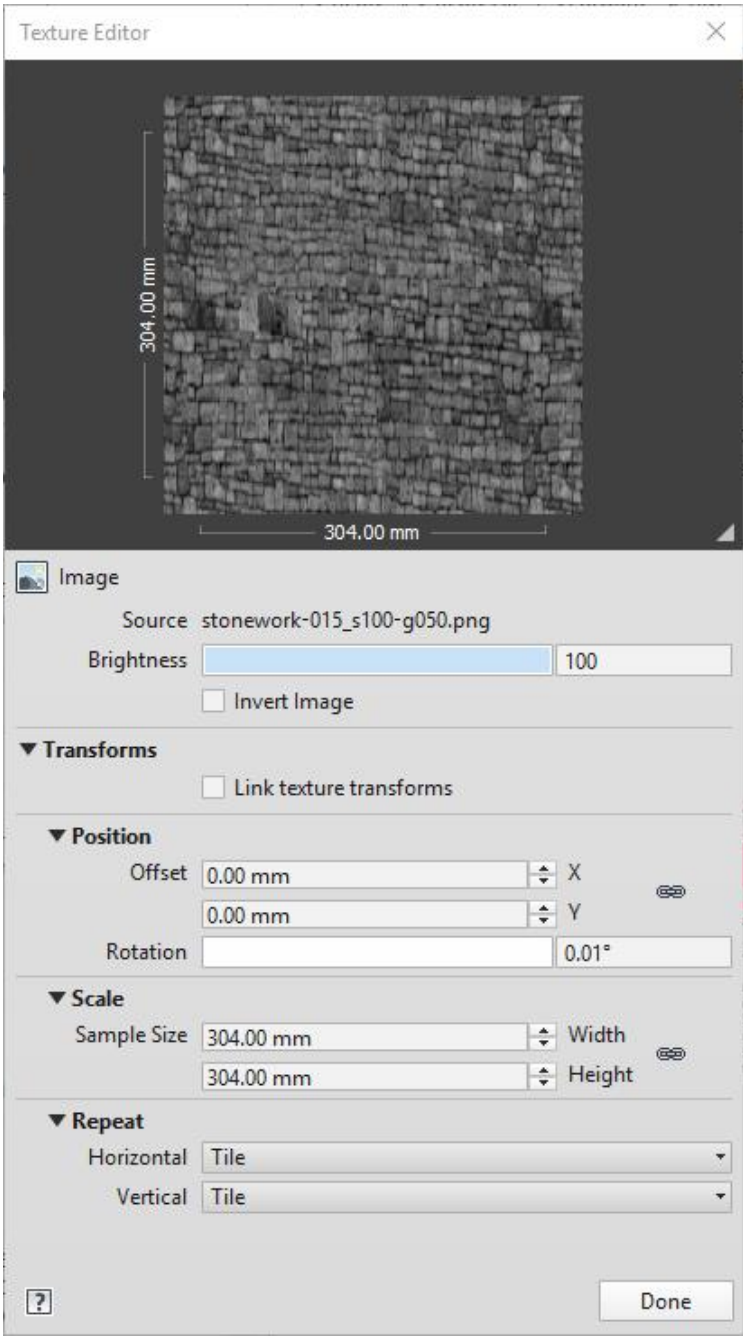 Texture Editor
304.00 mm
304.00 mm
Image
Source stonework-015_s100-g050.png
Brightness 100
Invert Image
Transforms
Link texture transforms
Position
Offset 0.00 mm X
0.00 mm Y
Rotation 0.01°
Scale
Sample Size 304.00 mm Width
304.00 mm Height
Repeat
Horizontal Tile
Vertical Tile
? Done